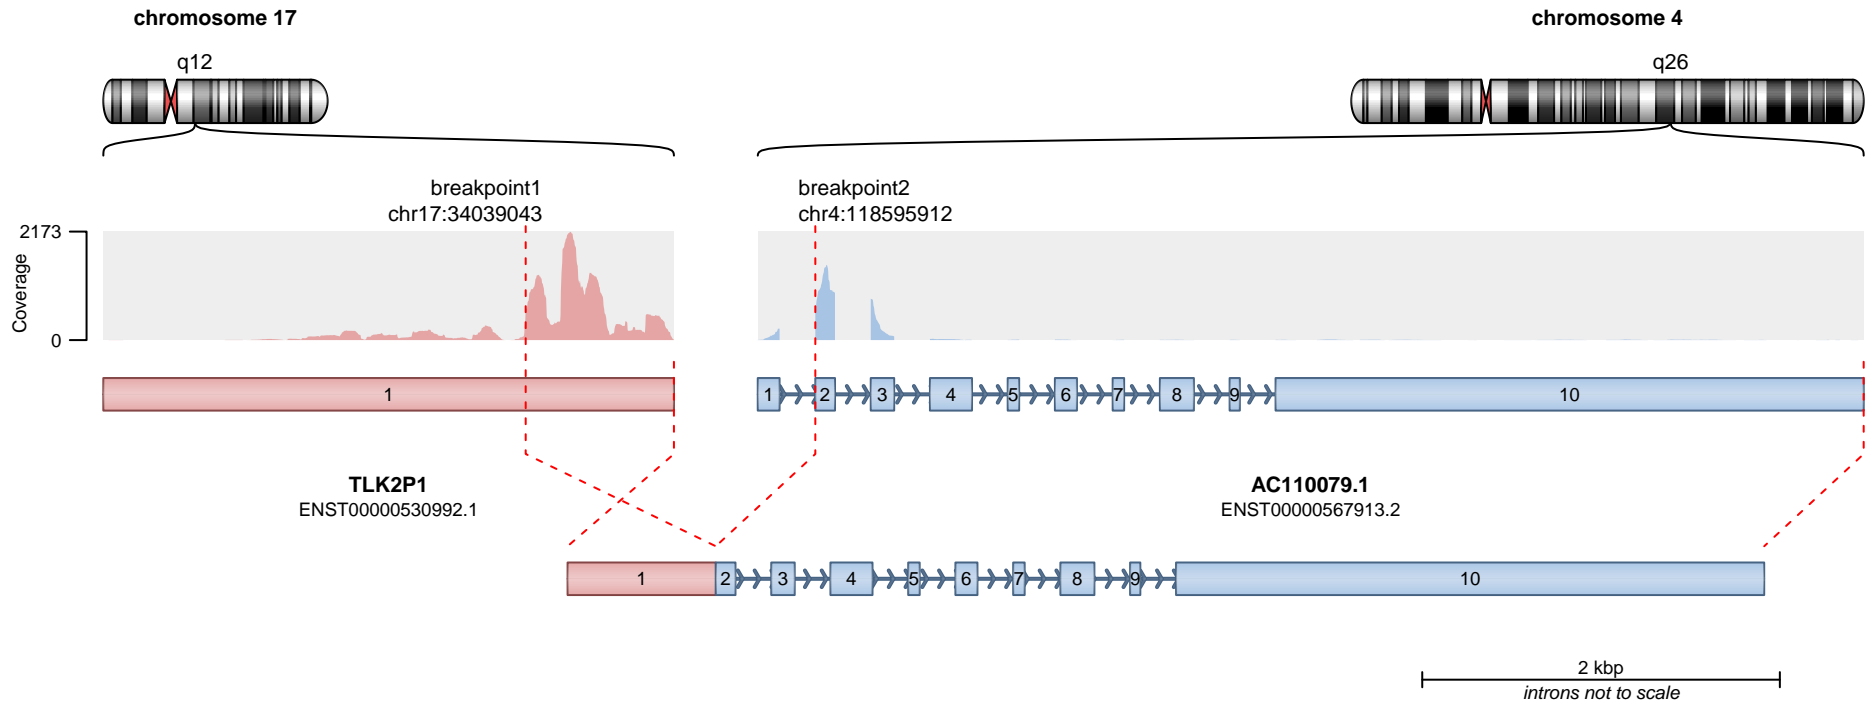 chromosome 17
chromosome 4
q12
q26
breakpoint1
chr17:34039043
breakpoint2
chr4:118595912
2173
Coverage
0
1
1 2 3 4 5 6 7 8 9 10
TLK2P1
ENST00000530992.1
AC110079.1
ENST00000567913.2
1 2 3 4 5 6 7 8 9 10
2 kbp
introns not to scale